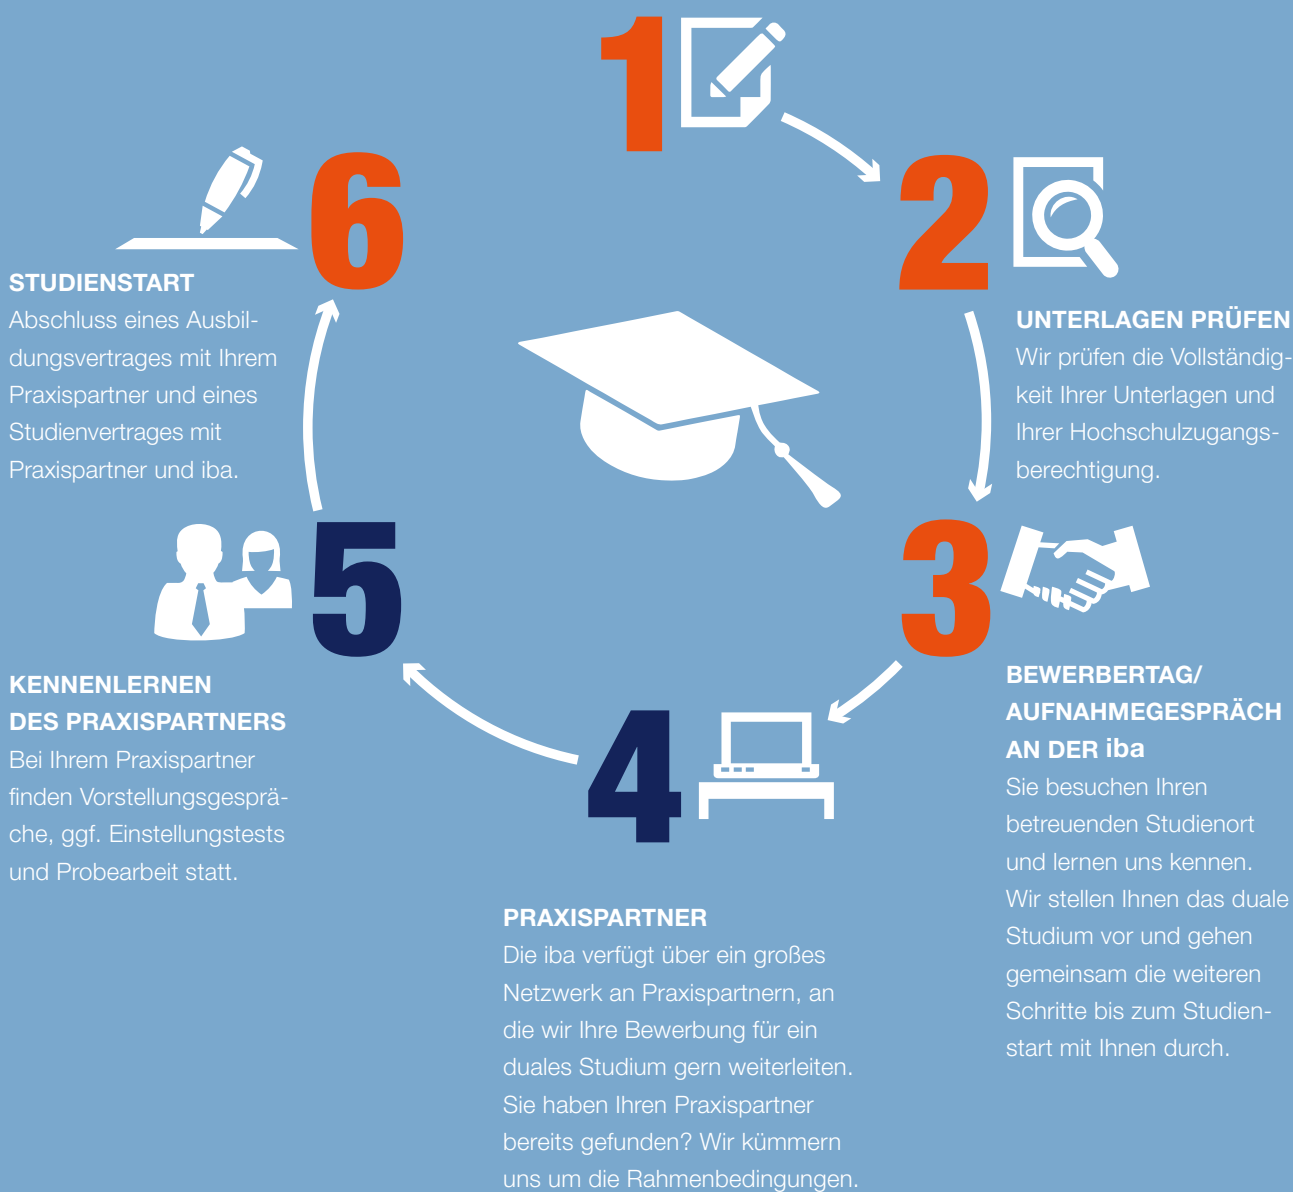 1
2
UNTERLAGEN PRÜFEN
Wir prüfen die Vollständig-
keit Ihrer Unterlagen und
Ihrer Hochschulzugangs-
berechtigung.
3
BEWERBERTAG/
AUFNAHMEGESPRÄCH
AN DER iba
Sie besuchen Ihren
betreuenden Studienort
und lernen uns kennen.
Wir stellen Ihnen das duale
Studium vor und gehen
gemeinsam die weiteren
Schritte bis zum Studien-
start mit Ihnen durch.
4
PRAXISPARTNER
Die iba verfügt über ein großes
Netzwerk an Praxispartnern, an
die wir Ihre Bewerbung für ein
duales Studium gern weiterleiten.
Sie haben Ihren Praxispartner
bereits gefunden? Wir kümmern
uns um die Rahmenbedingungen.
5
KENNENLERNEN
DES PRAXISPARTNERS
Bei Ihrem Praxispartner
finden Vorstellungsgesprä-
che, ggf. Einstellungstests
und Probearbeit statt.
6
STUDIENSTART
Abschluss eines Ausbil-
dungsvertrages mit Ihrem
Praxispartner und eines
Studienvertrages mit
Praxispartner und iba.